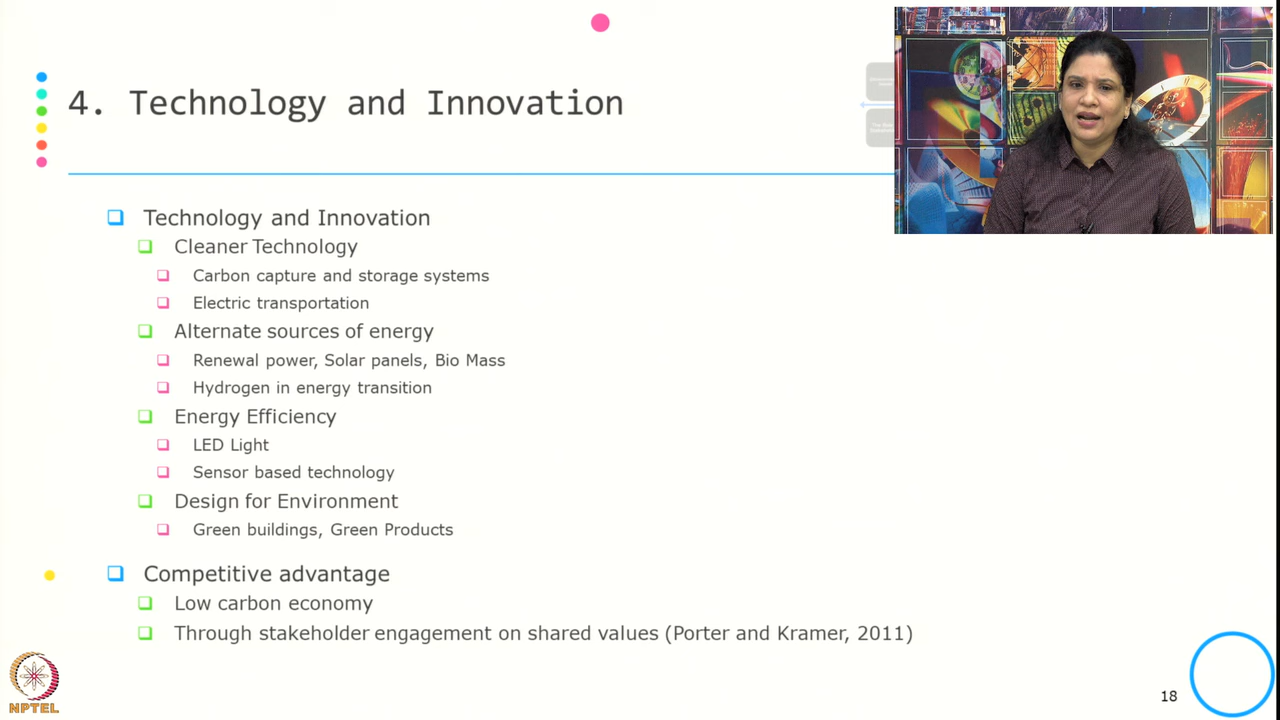 4. Technology and Innovation
Technology and Innovation
Cleaner Technology
Carbon capture and storage systems
Electric transportation
Alternate sources of energy
Renewal power, Solar panels, Bio Mass
Hydrogen in energy transition
Energy Efficiency
LED Light
Sensor based technology
Design for Environment
Green buildings, Green Products
Competitive advantage
Low carbon economy
Through stakeholder engagement on shared values (Porter and Kramer, 2011)
NPTEL
18